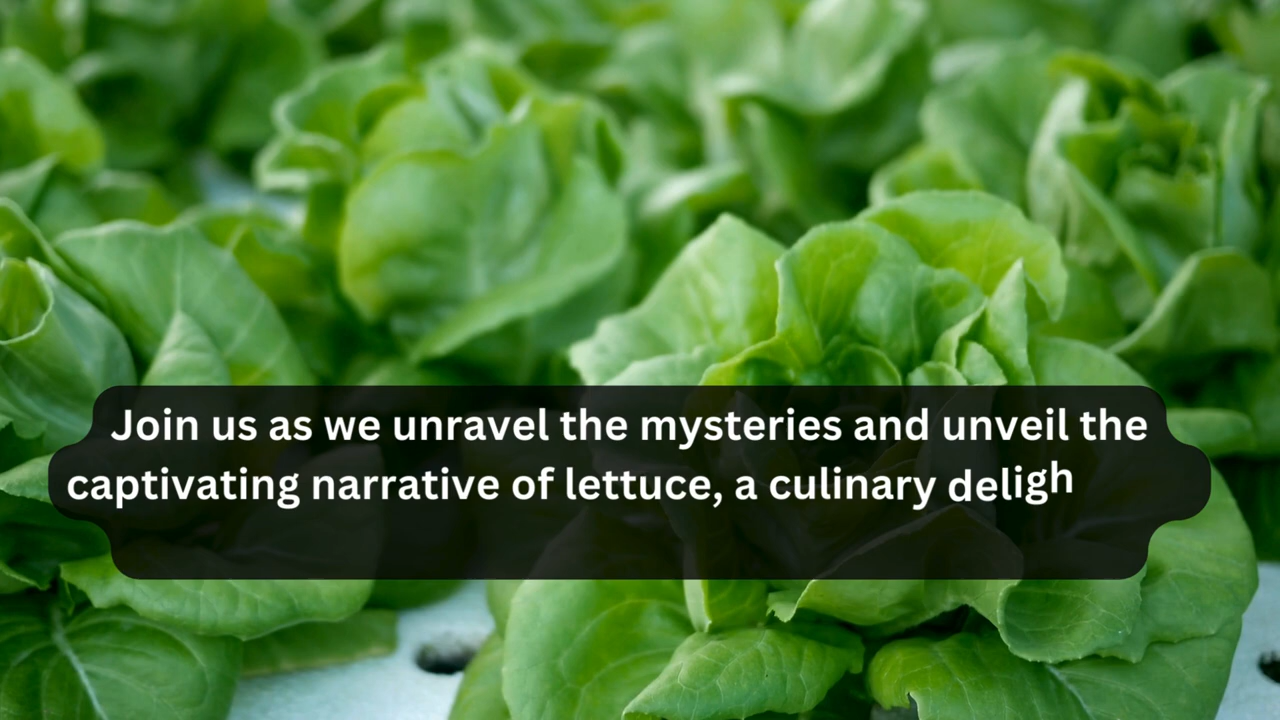 Join us as we unravel the mysteries and unveil the
captivating narrative of lettuce, a culinary deligh